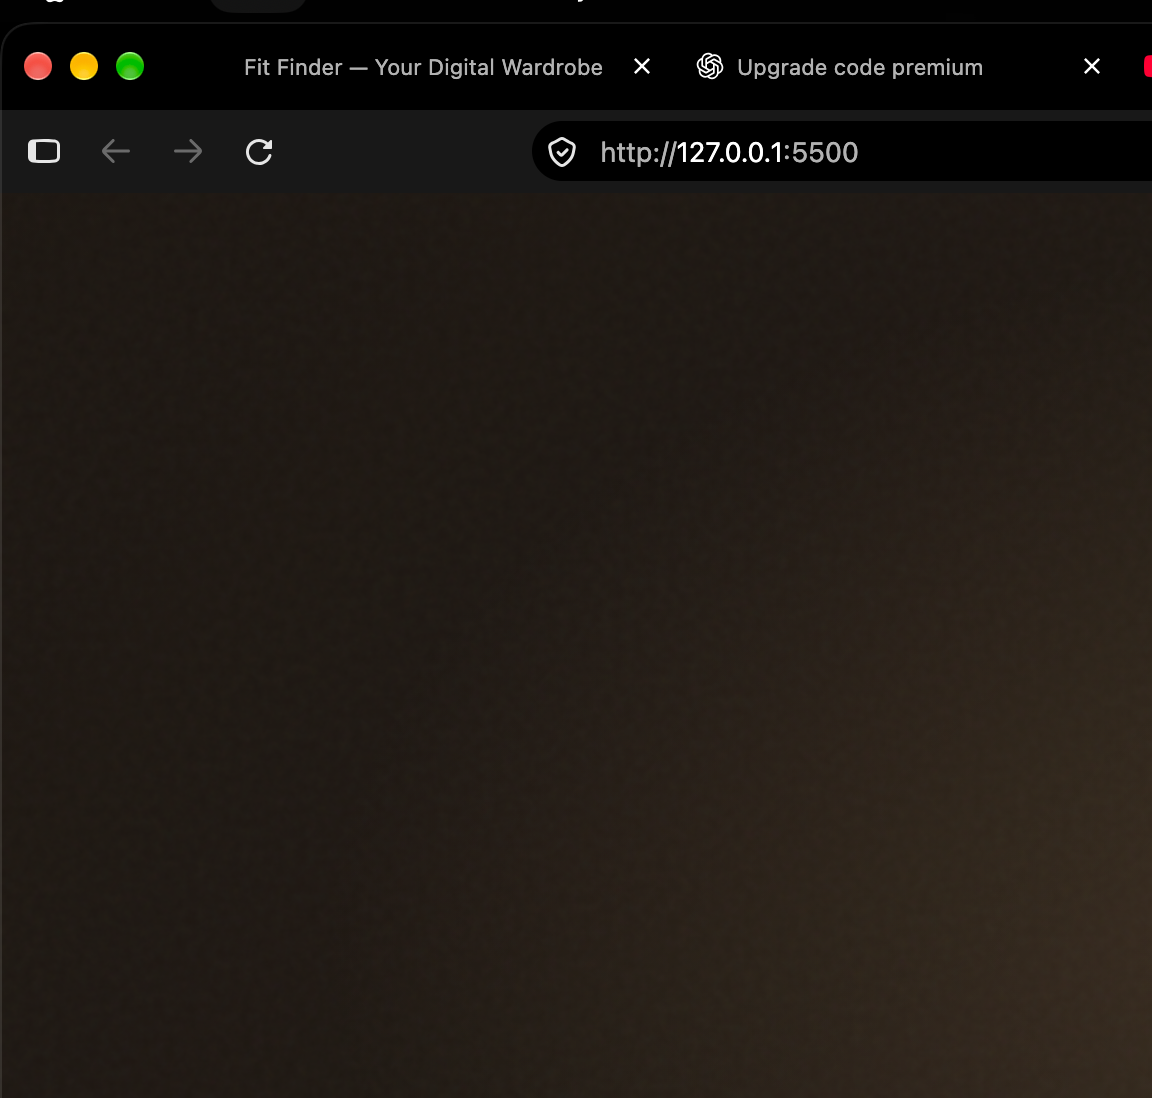 Fit Finder — Your Digital Wardrobe
Upgrade code premium
http://127.0.0.1:5500